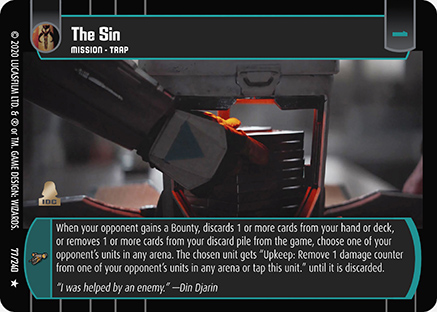 The Sin
MISSION • TRAP
© 2020 LUCASFILM LTD. & ® OR TM. GAME DESIGN: WIZARDS.
IDC
77/240 ★
When your opponent gains a Bounty, discards 1 or more cards from your hand or deck,
or removes 1 or more cards from your discard pile from the game, choose one of your
opponent's units in any arena. The chosen unit gets "Upkeep: Remove 1 damage counter
from one of your opponent's units in any arena or tap this unit." until it is discarded.
"I was helped by an enemy." —Din Djarin